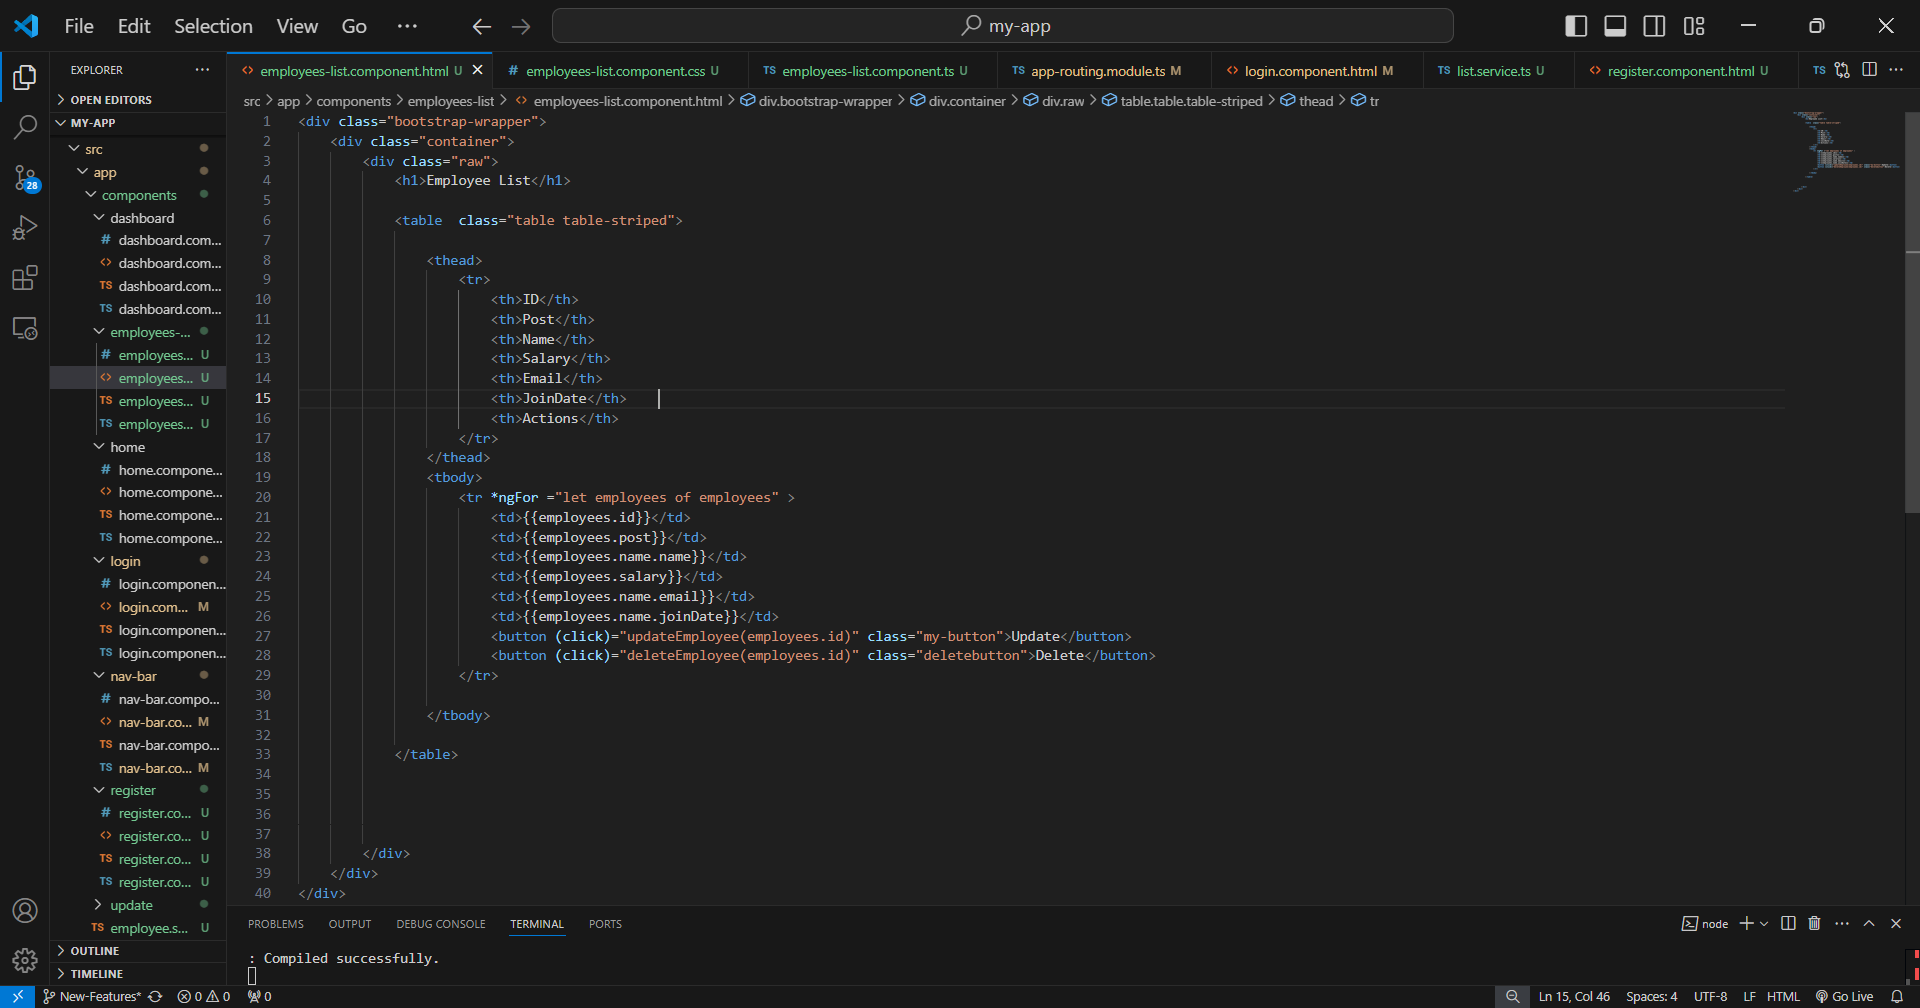 File Edit Selection View Go ··· my-app
EXPLORER ···
employees-list.component.html U
# employees-list.component.css U
TS employees-list.component.ts U
TS app-routing.module.ts M
<> login.component.html M
TS list.service.ts U
<> register.component.html U
TS
src > app > components > employees-list > <> employees-list.component.html > div.bootstrap-wrapper > div.container > div.raw > table.table.table-striped > thead > tr
OPEN EDITORS
MY-APP
src
app
components
dashboard
# dashboard.com...
<> dashboard.com...
TS dashboard.com...
TS dashboard.com...
employees-...
# employees... U
<> employees... U
TS employees... U
TS employees... U
home
# home.compone...
<> home.compone...
TS home.compone...
TS home.compone...
login
# login.componen...
<> login.com... M
TS login.componen...
TS login.componen...
nav-bar
# nav-bar.compo...
<> nav-bar.co... M
TS nav-bar.compo...
TS nav-bar.co... M
register
# register.co... U
<> register.co... U
TS register.co... U
TS register.co... U
update
TS employee.s... U
OUTLINE
TIMELINE
28
1 <div class="bootstrap-wrapper">
2 <div class="container">
3 <div class="raw">
4 <h1>Employee List</h1>
5
6 <table  class="table table-striped">
7
8 <thead>
9 <tr>
10 <th>ID</th>
11 <th>Post</th>
12 <th>Name</th>
13 <th>Salary</th>
14 <th>Email</th>
15 <th>JoinDate</th>
16 <th>Actions</th>
17 </tr>
18 </thead>
19 <tbody>
20 <tr *ngFor ="let employees of employees" >
21 <td>{{employees.id}}</td>
22 <td>{{employees.post}}</td>
23 <td>{{employees.name.name}}</td>
24 <td>{{employees.salary}}</td>
25 <td>{{employees.name.email}}</td>
26 <td>{{employees.name.joinDate}}</td>
27 <button (click)="updateEmployee(employees.id)" class="my-button">Update</button>
28 <button (click)="deleteEmployee(employees.id)" class="deletebutton">Delete</button>
29 </tr>
30
31 </tbody>
32
33 </table>
34
35
36
37
38 </div>
39 </div>
40 </div>
PROBLEMS OUTPUT DEBUG CONSOLE TERMINAL PORTS node
: Compiled successfully.
New-Features* 0 0 0 Ln 15, Col 46 Spaces: 4 UTF-8 LF HTML Go Live